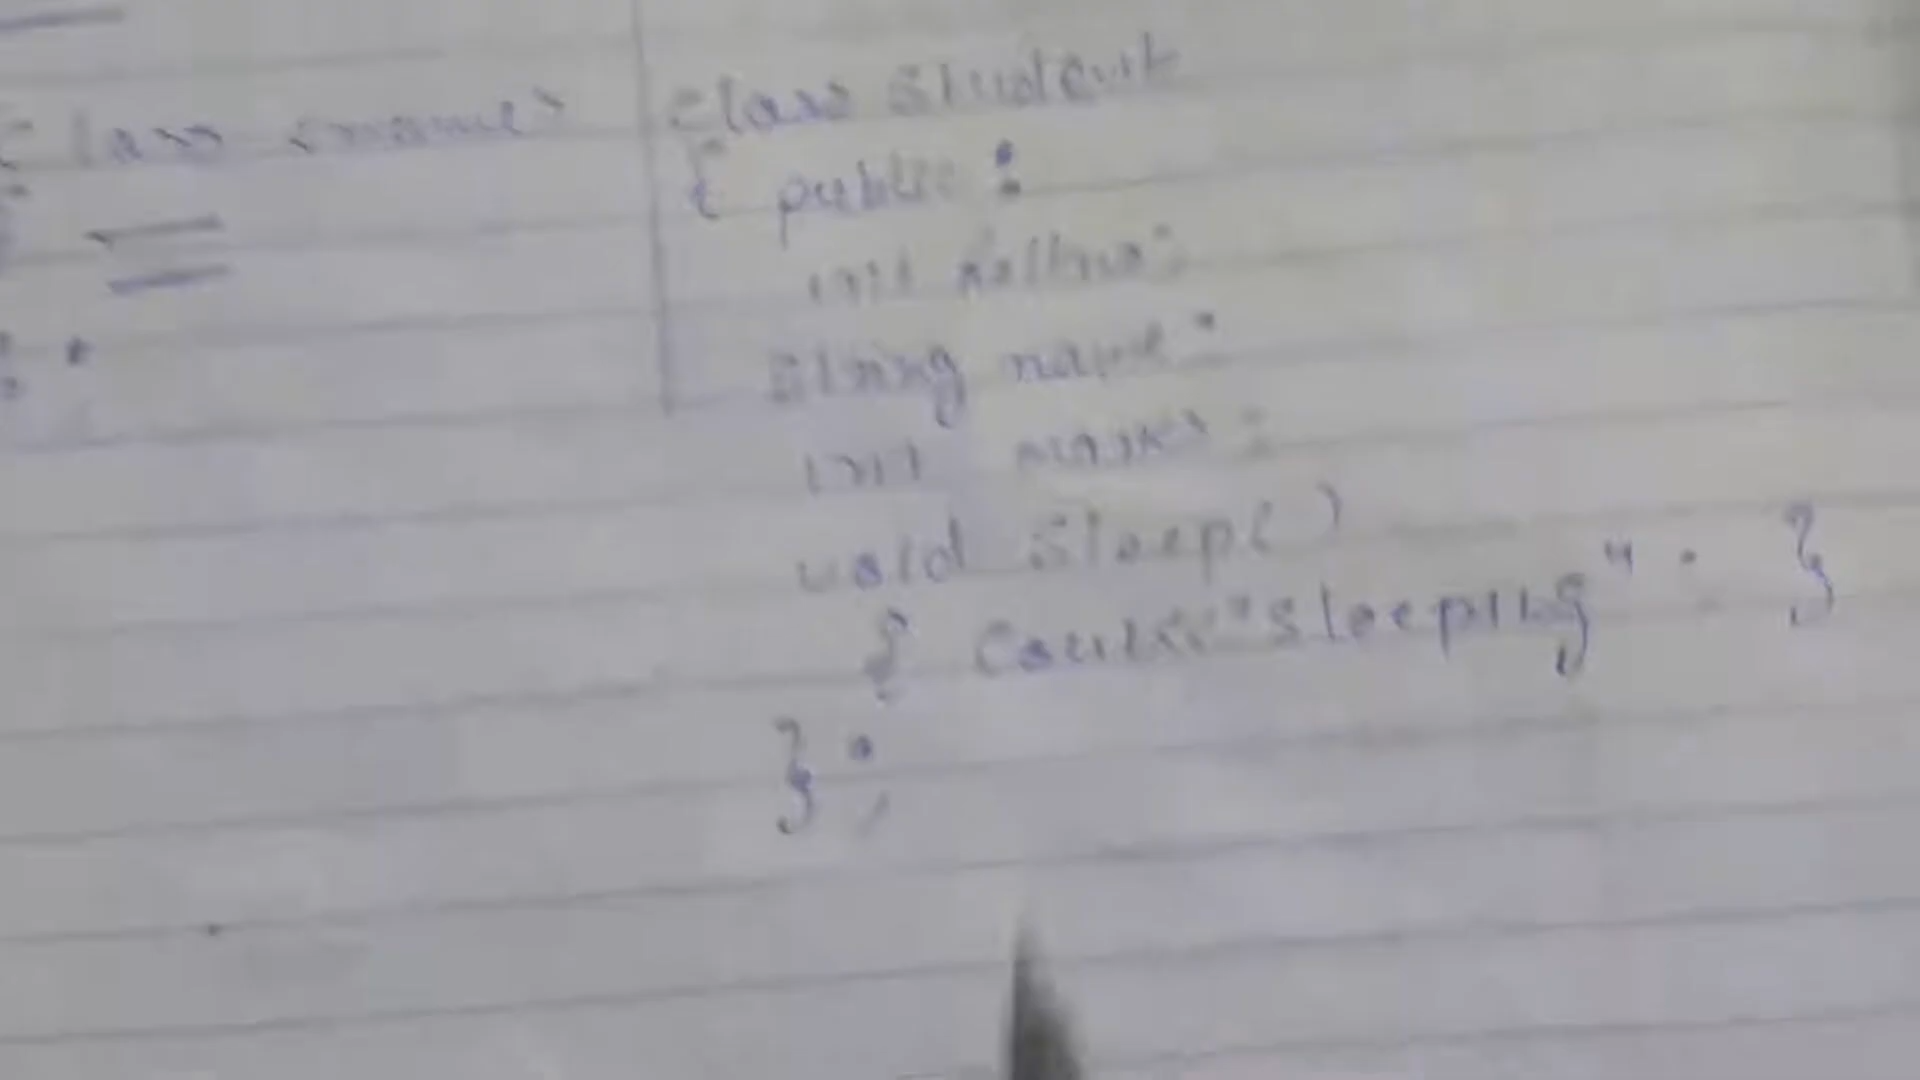 class <name>
class Student
{
{ public :
int rollno;
string name;
int marks;
void sleep()
{ cout<<"sleeping"; }
};
};